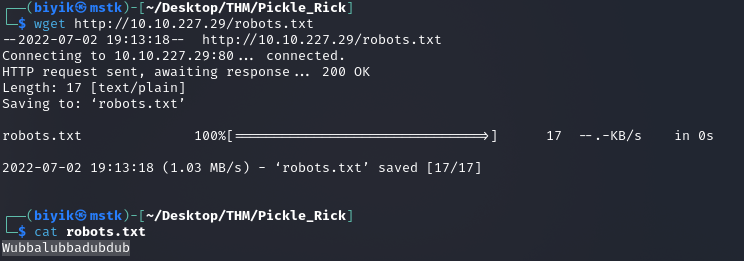 ┌──(biyik㉿mstk)-[~/Desktop/THM/Pickle_Rick]
└─$ wget http://10.10.227.29/robots.txt
--2022-07-02 19:13:18-- http://10.10.227.29/robots.txt
Connecting to 10.10.227.29:80... connected.
HTTP request sent, awaiting response... 200 OK
Length: 17 [text/plain]
Saving to: ‘robots.txt’
robots.txt 100%[===================================>] 17 --.-KB/s in 0s
2022-07-02 19:13:18 (1.03 MB/s) - ‘robots.txt’ saved [17/17]
┌──(biyik㉿mstk)-[~/Desktop/THM/Pickle_Rick]
└─$ cat robots.txt
Wubbalubbadubdub